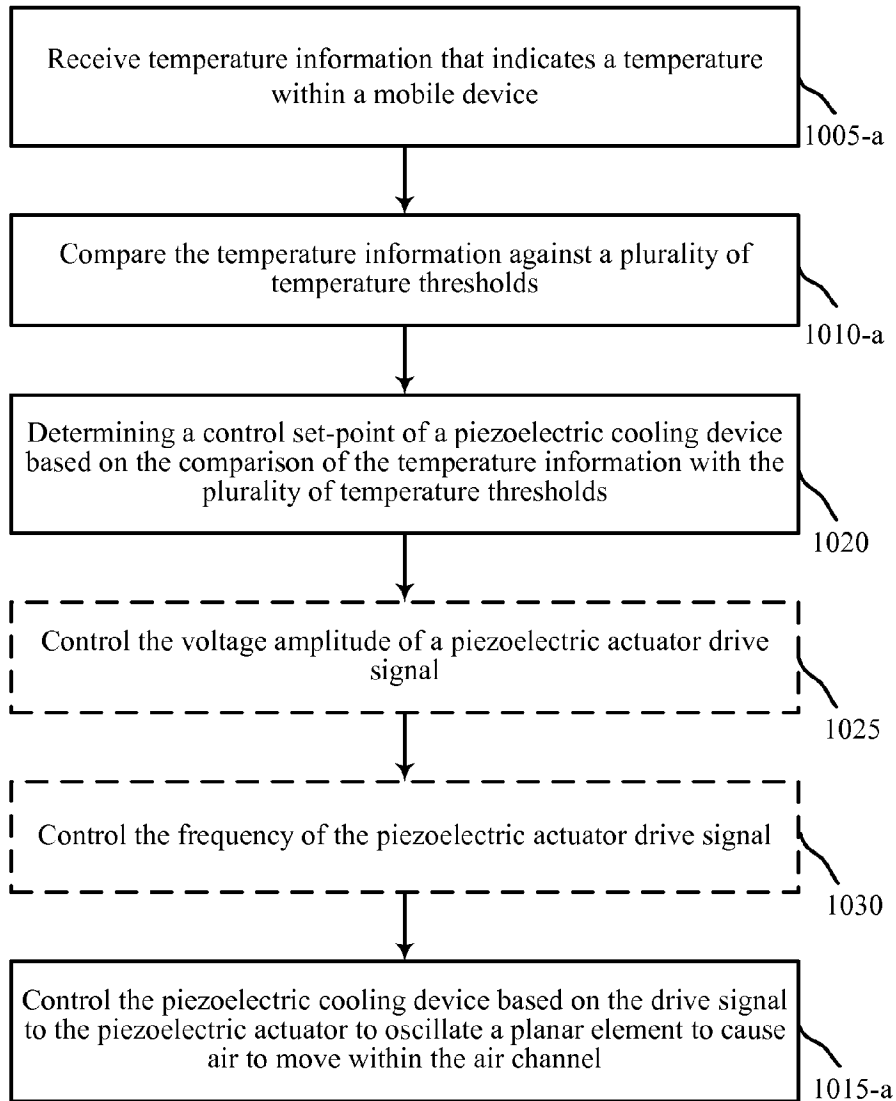 Receive temperature information that indicates a temperature
within a mobile device
1005-a
Compare the temperature information against a plurality of
temperature thresholds
1010-a
Determining a control set-point of a piezoelectric cooling device
based on the comparison of the temperature information with the
plurality of temperature thresholds
1020
Control the voltage amplitude of a piezoelectric actuator drive
signal
1025
Control the frequency of the piezoelectric actuator drive signal
1030
Control the piezoelectric cooling device based on the drive signal
to the piezoelectric actuator to oscillate a planar element to cause
air to move within the air channel
1015-a